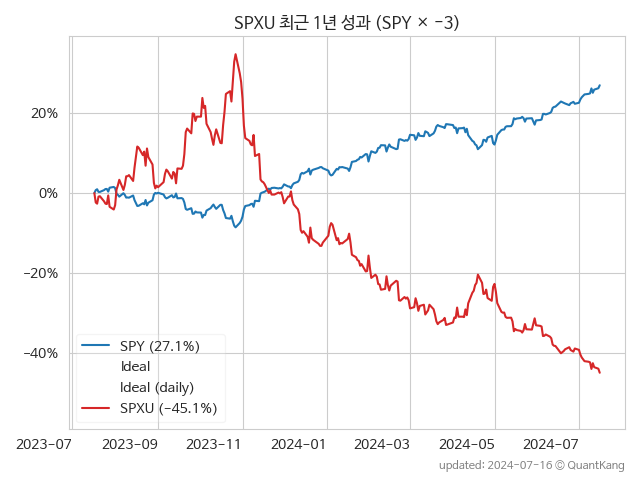 SPXU 최근 1년 성과 (SPY × −3)
20%
0%
−20%
−40%
SPY (27.1%)
Ideal
Ideal (daily)
SPXU (−45.1%)
2023−07
2023−09
2023−11
2024−01
2024−03
2024−05
2024−07
updated: 2024−07−16 © QuantKang